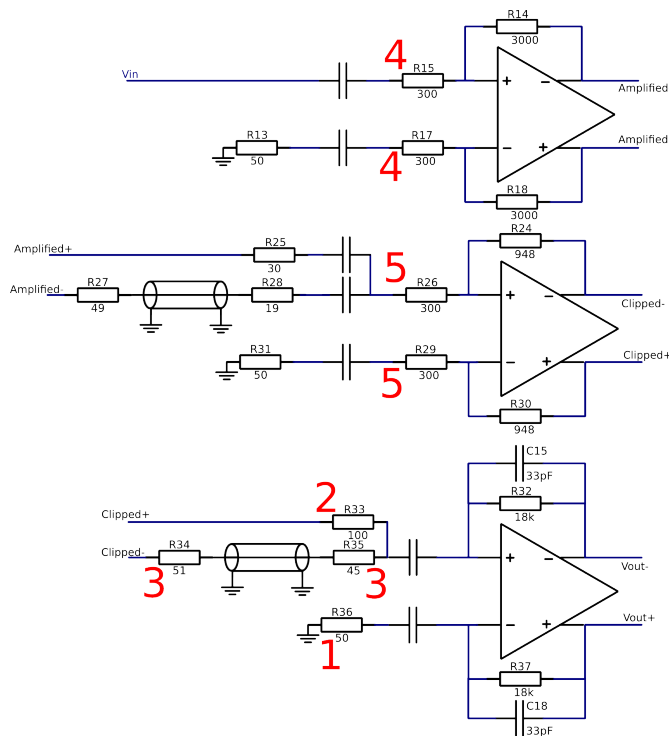 R14
3000
Vin
4
R15
300
+
−
Amplified
R13
50
4
R17
300
−
+
Amplified
R18
3000
R24
948
Amplified+
R25
30
5
Amplified-
R27
49
R28
19
R26
300
+
−
Clipped-
R31
50
5
R29
300
−
+
Clipped+
R30
948
C15
33pF
2
R32
18k
Clipped+
R33
100
Clipped-
R34
51
3
R35
45
3
+
−
Vout-
R36
50
1
−
+
Vout+
R37
18k
C18
33pF